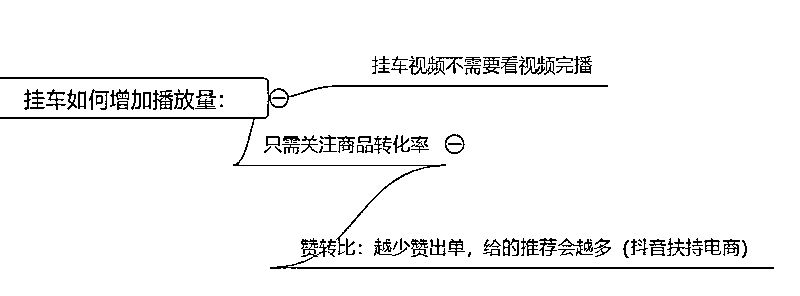 挂车视频不需要看视频完播
挂车如何增加播放量：
只需关注商品转化率
赞转比：越少赞出单，给的推荐会越多（抖音扶持电商）